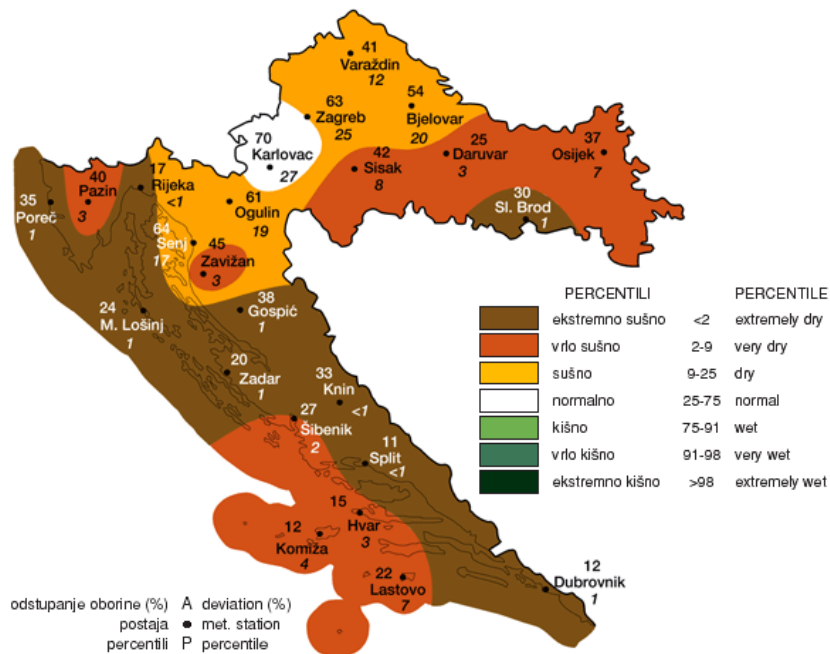 41
Varaždin
12
54
Bjelovar
20
63
Zagreb
25
70
Karlovac
27
42
Sisak
8
25
Daruvar
3
37
Osijek
7
30
Sl. Brod
1
40
Pazin
3
17
Rijeka
<1
35
Poreč
1
61
Ogulin
19
64
Senj
17
45
Zavižan
3
24
M. Lošinj
1
38
Gospić
1
20
Zadar
1
33
Knin
<1
27
Šibenik
2
11
Split
<1
15
Hvar
3
12
Komiža
4
22
Lastovo
7
12
Dubrovnik
1
PERCENTILI PERCENTILE
ekstremno sušno <2 extremely dry
vrlo sušno 2-9 very dry
sušno 9-25 dry
normalno 25-75 normal
kišno 75-91 wet
vrlo kišno 91-98 very wet
ekstremno kišno >98 extremely wet
odstupanje oborine (%) A deviation (%)
postaja ● met. station
percentili P percentile